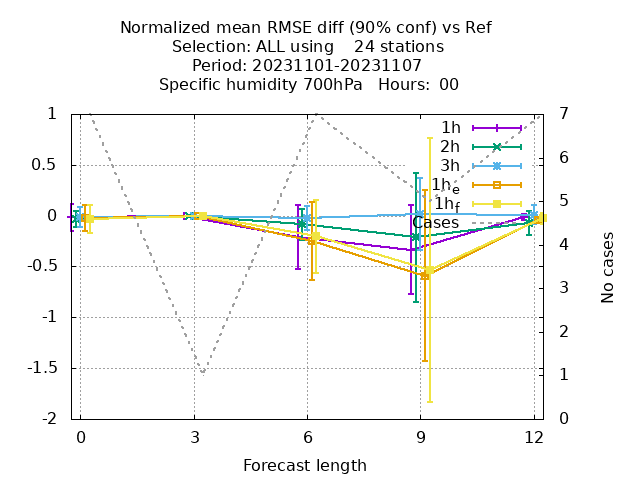 Normalized mean RMSE diff (90% conf) vs Ref
Selection: ALL using    24 stations
Period: 20231101-20231107
Specific humidity 700hPa   Hours:  00
1h
2h
3h
1he
1hf
Cases
1
0.5
0
-0.5
-1
-1.5
-2
7
6
5
4
3
2
1
0
No cases
0 3 6 9 12
Forecast length